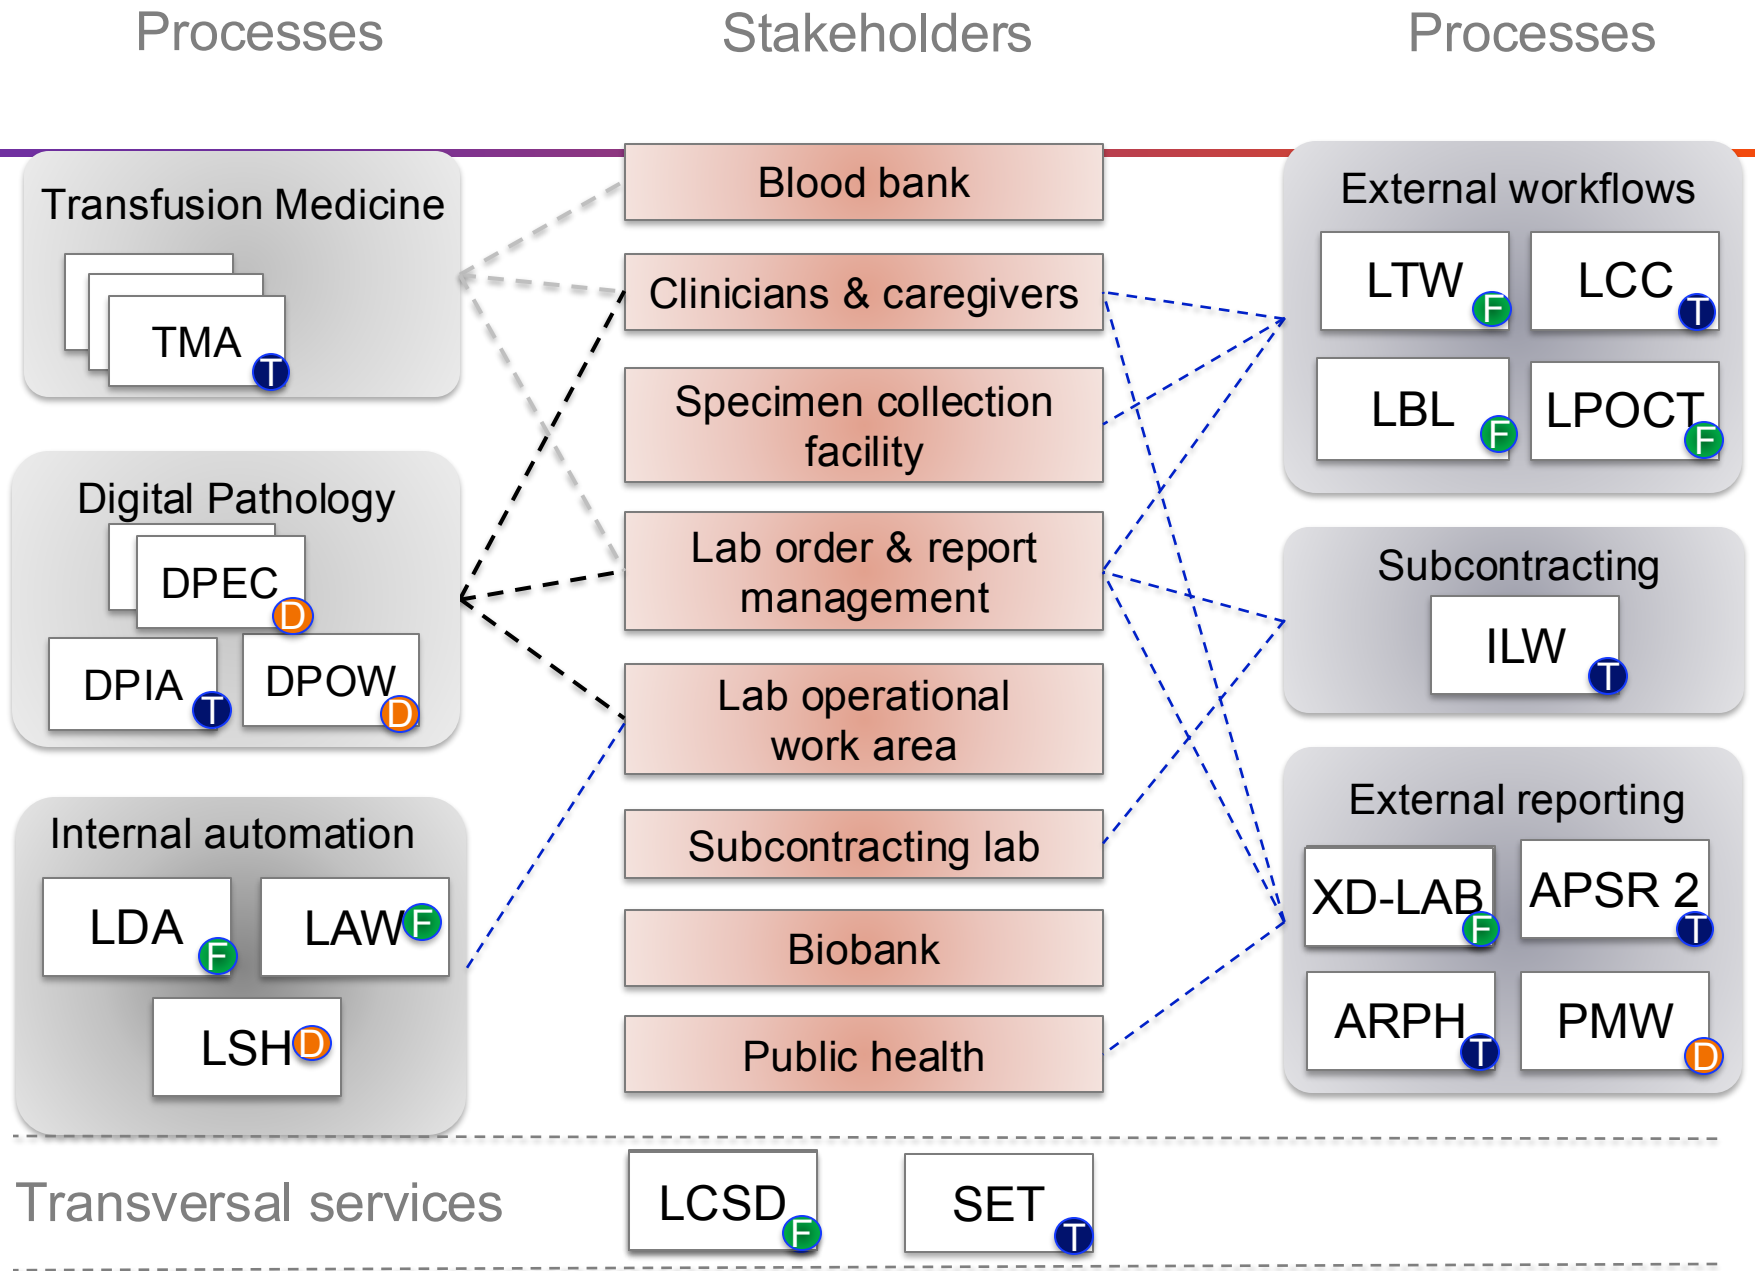 Processes
Stakeholders
Processes
Transfusion Medicine
TMA
T
Digital Pathology
DPEC
D
DPIA
T
DPOW
D
Internal automation
LDA
F
LAW
F
LSH
D
Blood bank
Clinicians & caregivers
Specimen collection
facility
Lab order & report
management
Lab operational
work area
Subcontracting lab
Biobank
Public health
External workflows
LTW
F
LCC
T
LBL
F
LPOCT
F
Subcontracting
ILW
T
External reporting
XD-LAB
F
APSR 2
T
ARPH
T
PMW
D
Transversal services
LCSD
F
SET
T